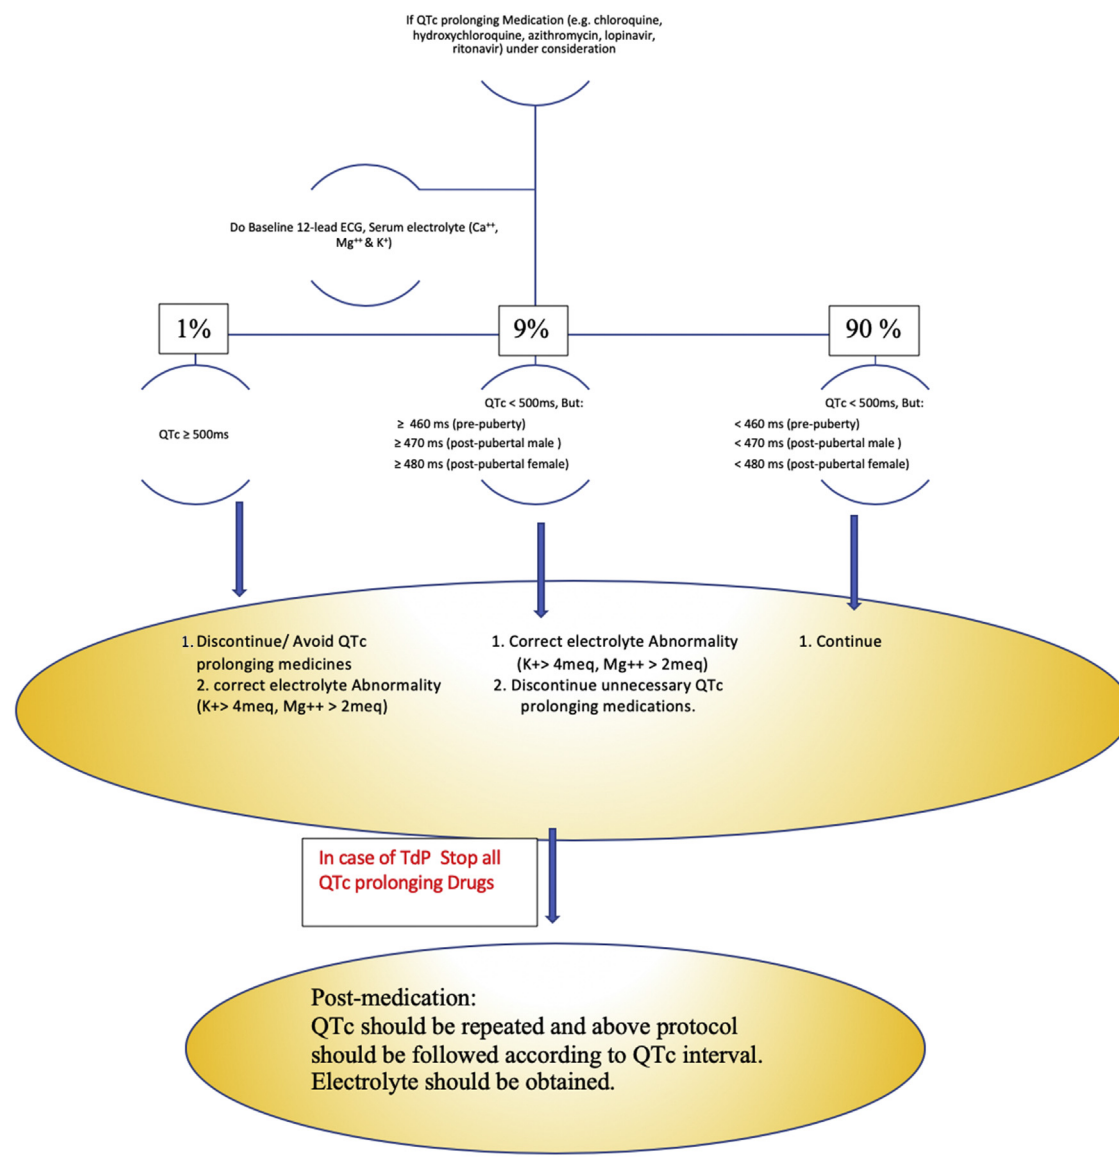 If QTc prolonging Medication (e.g. chloroquine,
hydroxychloroquine, azithromycin, lopinavir,
ritonavir) under consideration
Do Baseline 12-lead ECG, Serum electrolyte (Ca⁺⁺,
Mg⁺⁺ & K⁺)
1%
9%
90 %
QTc ≥ 500ms
QTc < 500ms, But:
≥ 460 ms (pre-puberty)
≥ 470 ms (post-pubertal male )
≥ 480 ms (post-pubertal female)
QTc < 500ms, But:
< 460 ms (pre-puberty)
< 470 ms (post-pubertal male )
< 480 ms (post-pubertal female)
1. Discontinue/ Avoid QTc
prolonging medicines
2. correct electrolyte Abnormality
(K+> 4meq, Mg++ > 2meq)
1. Correct electrolyte Abnormality
(K+> 4meq, Mg++ > 2meq)
2. Discontinue unnecessary QTc
prolonging medications.
1. Continue
In case of TdP Stop all
QTc prolonging Drugs
Post-medication:
QTc should be repeated and above protocol
should be followed according to QTc interval.
Electrolyte should be obtained.